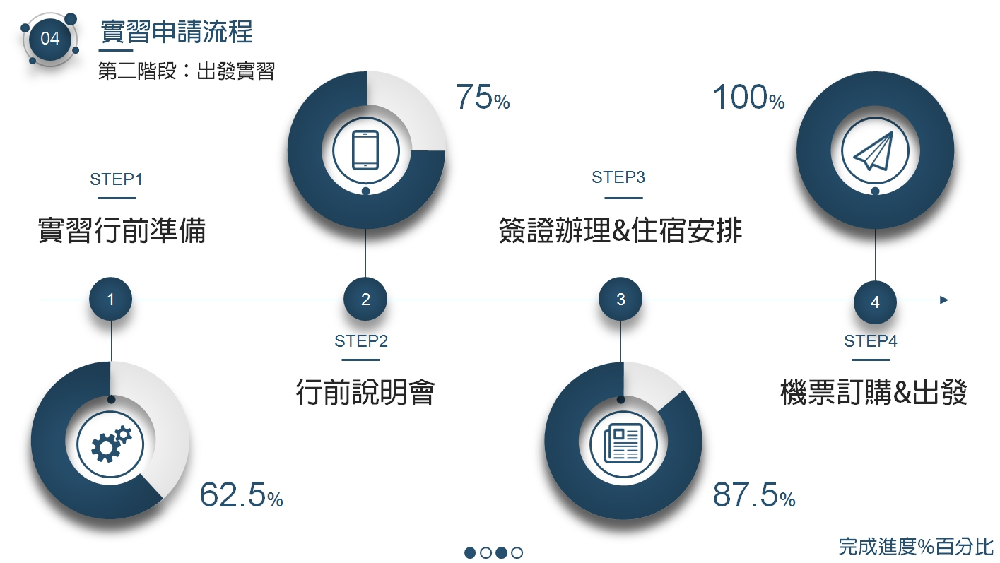 04
實習申請流程
第二階段：出發實習
75%
100%
STEP1
實習行前準備
STEP3
簽證辦理&住宿安排
1
2
3
4
STEP2
行前說明會
STEP4
機票訂購&出發
62.5%
87.5%
完成進度%百分比